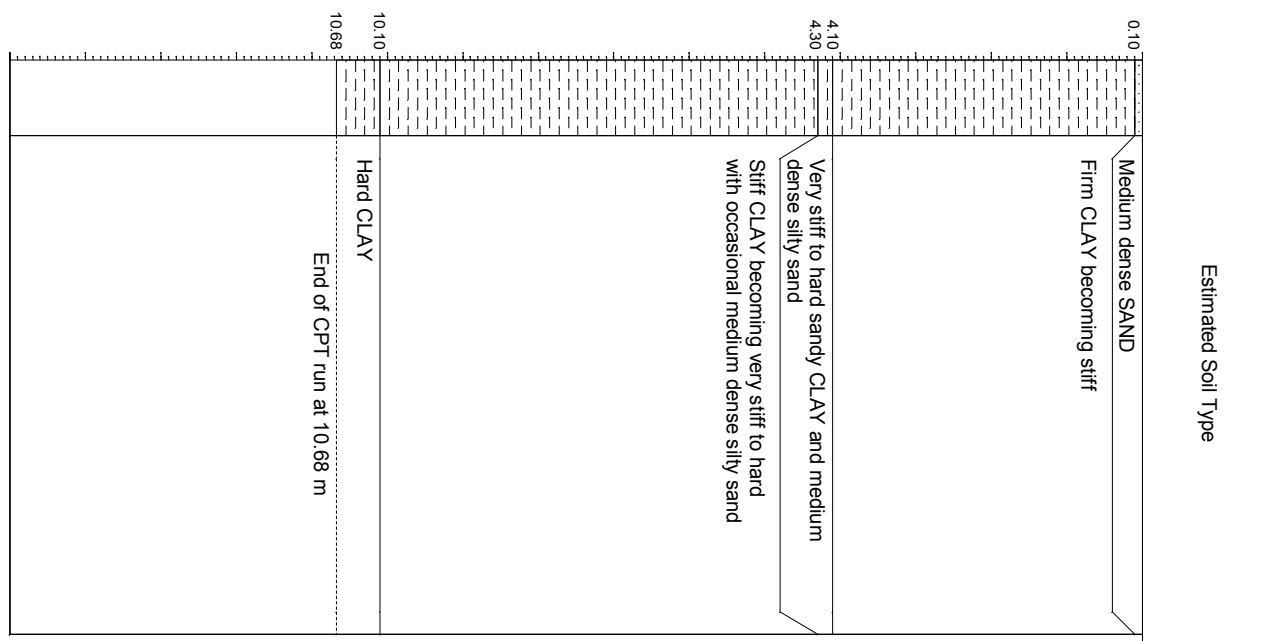 Estimated Soil Type
0.10
Medium dense SAND
Firm CLAY becoming stiff
4.10
Very stiff to hard sandy CLAY and medium
dense silty sand
4.30
Stiff CLAY becoming very stiff to hard
with occasional medium dense silty sand
10.10
Hard CLAY
10.68
End of CPT run at 10.68 m